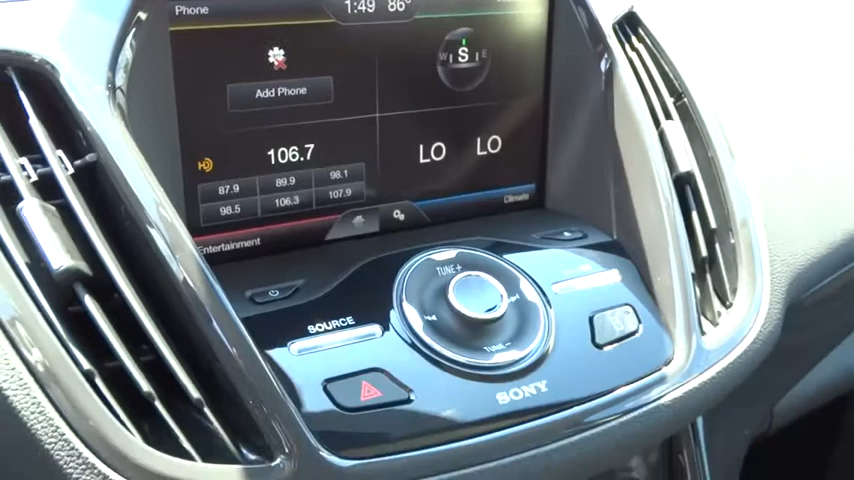 Phone
1:49 86°
W S E
Add Phone
106.7
LO LO
87.9 89.9 98.1
98.5 106.3 107.9
Climate
Entertainment
TUNE+
SOURCE
TUNE-
SONY